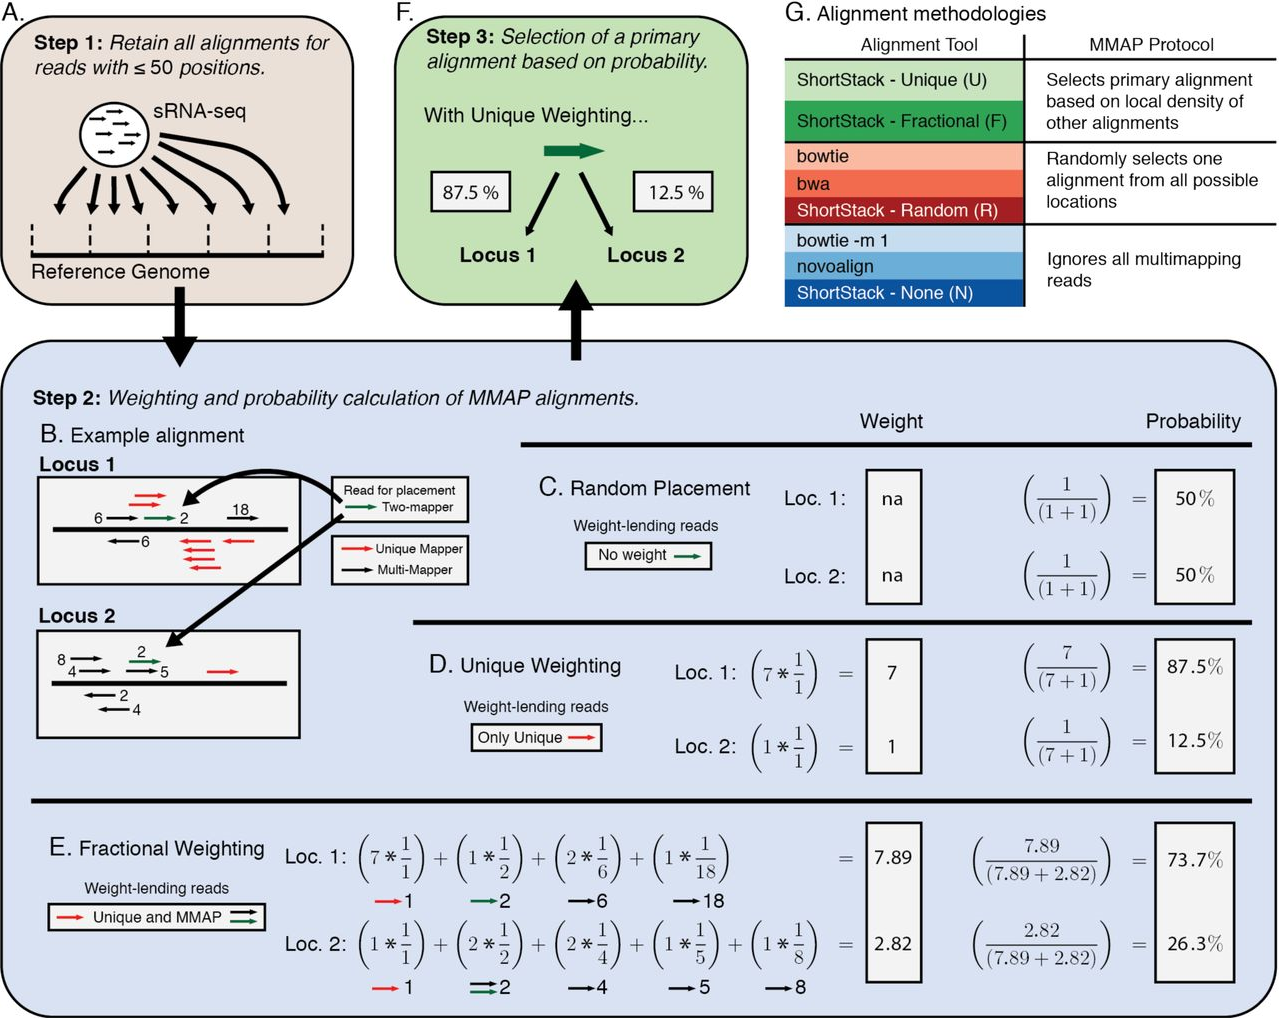 A.
Step 1: Retain all alignments for
reads with ≤ 50 positions.
sRNA-seq
Reference Genome
F.
Step 3: Selection of a primary
alignment based on probability.
With Unique Weighting...
87.5 %
12.5 %
Locus 1
Locus 2
G. Alignment methodologies
Alignment Tool
MMAP Protocol
ShortStack - Unique (U)
ShortStack - Fractional (F)
Selects primary alignment
based on local density of
other alignments
bowtie
bwa
ShortStack - Random (R)
Randomly selects one
alignment from all possible
locations
bowtie -m 1
novoalign
ShortStack - None (N)
Ignores all multimapping
reads
Step 2: Weighting and probability calculation of MMAP alignments.
Weight
Probability
B. Example alignment
Locus 1
6
2
18
6
Read for placement
Two-mapper
Unique Mapper
Multi-Mapper
Locus 2
8
2
4
5
2
4
C. Random Placement
Weight-lending reads
No weight
Loc. 1: na (1/(1 + 1)) = 50%
Loc. 2: na (1/(1 + 1)) = 50%
D. Unique Weighting
Weight-lending reads
Only Unique
Loc. 1: (7 * 1/1) = 7 (7/(7 + 1)) = 87.5%
Loc. 2: (1 * 1/1) = 1 (1/(7 + 1)) = 12.5%
E. Fractional Weighting
Weight-lending reads
Unique and MMAP
Loc. 1: (7 * 1/1) + (1 * 1/2) + (2 * 1/6) + (1 * 1/18) = 7.89 (7.89/(7.89 + 2.82)) = 73.7%
1 2 6 18
Loc. 2: (1 * 1/1) + (2 * 1/2) + (2 * 1/4) + (1 * 1/5) + (1 * 1/8) = 2.82 (2.82/(7.89 + 2.82)) = 26.3%
1 2 4 5 8